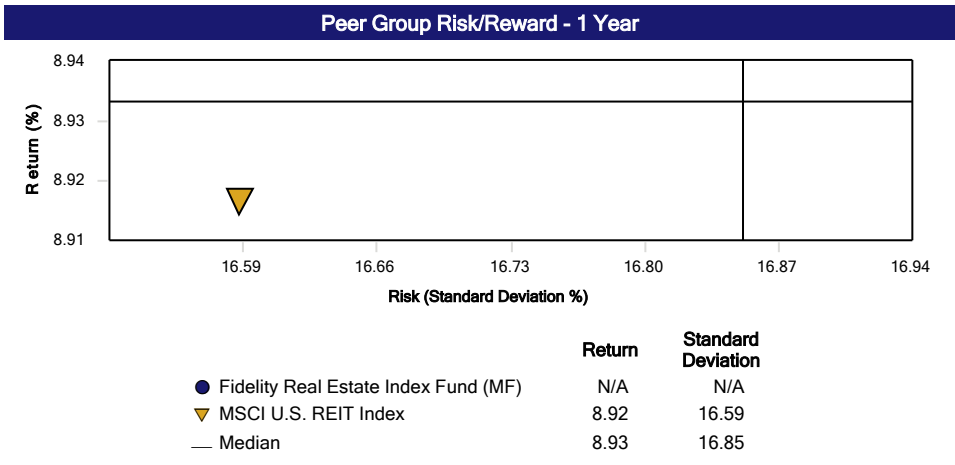 Peer Group Risk/Reward - 1 Year
8.94
8.93
8.92
8.91
Return (%)
16.59 16.66 16.73 16.80 16.87 16.94
Risk (Standard Deviation %)
Return Standard Deviation
Fidelity Real Estate Index Fund (MF) N/A N/A
MSCI U.S. REIT Index 8.92 16.59
Median 8.93 16.85